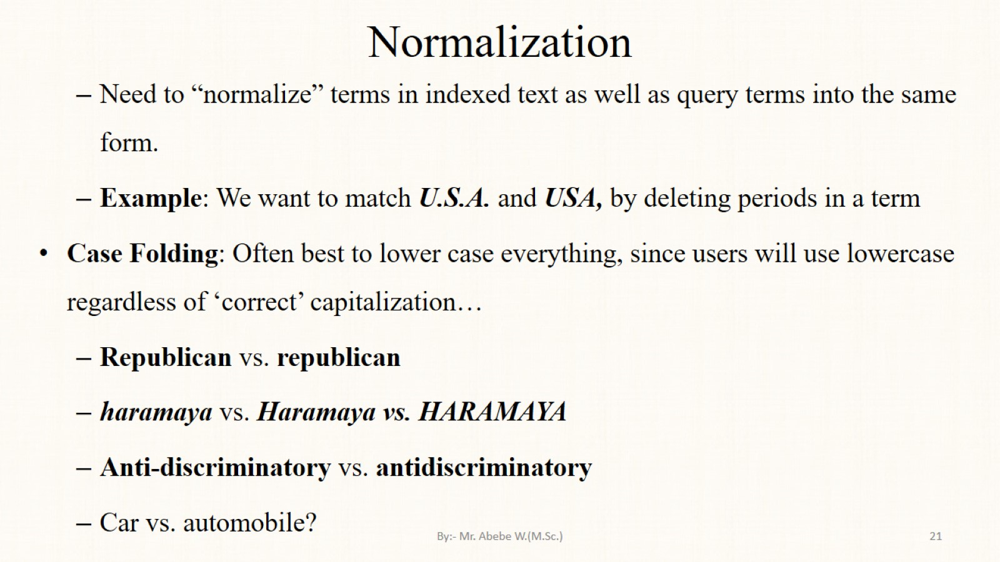 Normalization
– Need to “normalize” terms in indexed text as well as query terms into the same
form.
– Example: We want to match U.S.A. and USA, by deleting periods in a term
• Case Folding: Often best to lower case everything, since users will use lowercase
regardless of ‘correct’ capitalization…
– Republican vs. republican
– haramaya vs. Haramaya vs. HARAMAYA
– Anti-discriminatory vs. antidiscriminatory
– Car vs. automobile?
By:- Mr. Abebe W.(M.Sc.)
21